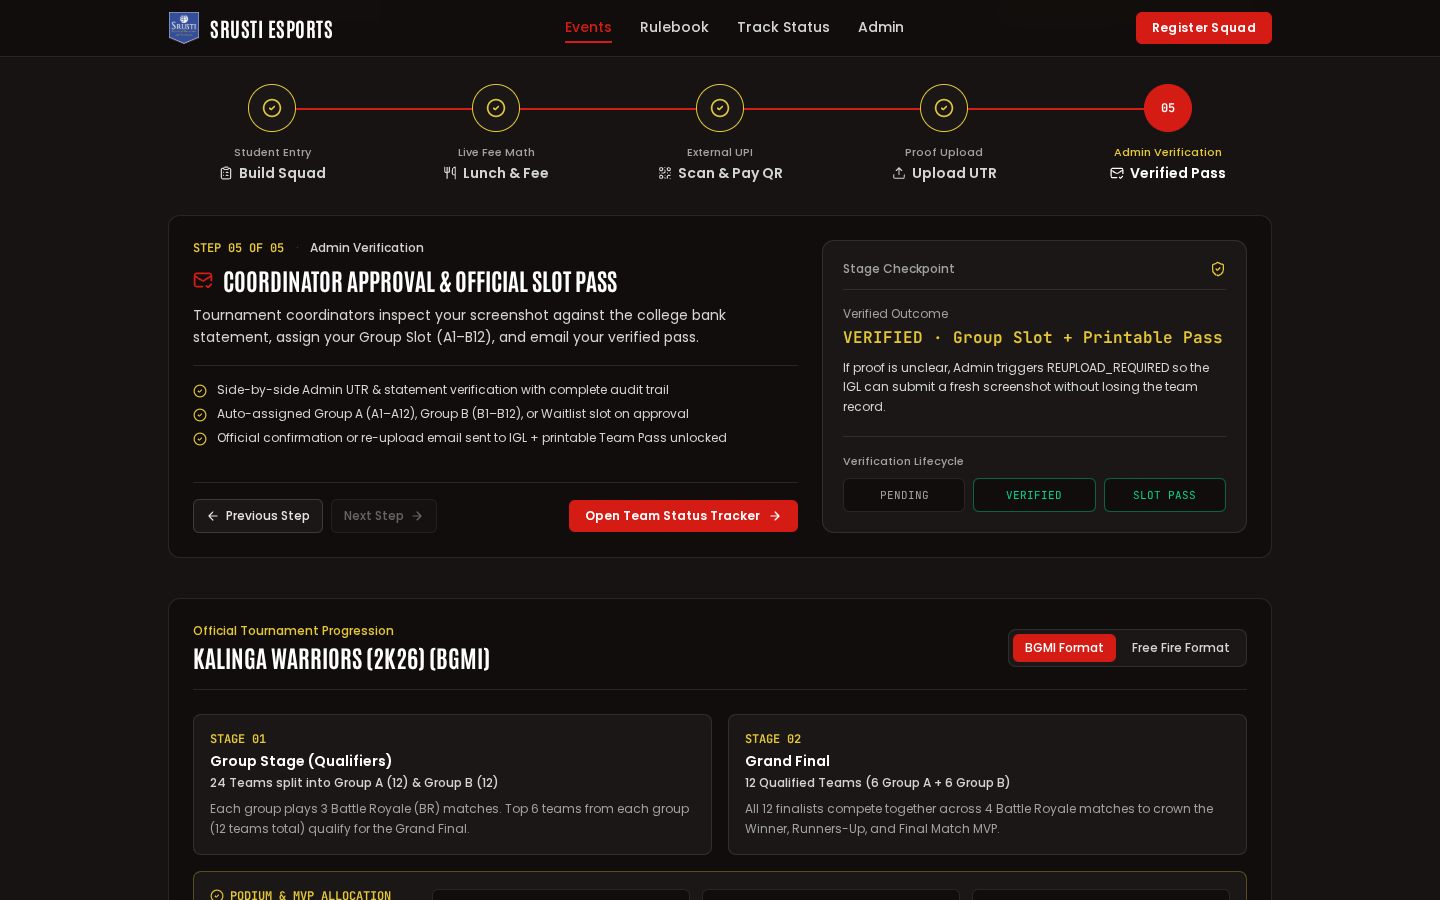 SRUSTI
SRUSTI ESPORTS
Events
Rulebook
Track Status
Admin
Register Squad
05
Student Entry
Build Squad
Live Fee Math
Lunch & Fee
External UPI
Scan & Pay QR
Proof Upload
Upload UTR
Admin Verification
Verified Pass
STEP 05 OF 05 · Admin Verification
COORDINATOR APPROVAL & OFFICIAL SLOT PASS
Tournament coordinators inspect your screenshot against the college bank
statement, assign your Group Slot (A1–B12), and email your verified pass.
Side-by-side Admin UTR & statement verification with complete audit trail
Auto-assigned Group A (A1–A12), Group B (B1–B12), or Waitlist slot on approval
Official confirmation or re-upload email sent to IGL + printable Team Pass unlocked
Previous Step
Next Step
Open Team Status Tracker
Stage Checkpoint
Verified Outcome
VERIFIED · Group Slot + Printable Pass
If proof is unclear, Admin triggers REUPLOAD_REQUIRED so the
IGL can submit a fresh screenshot without losing the team
record.
Verification Lifecycle
PENDING
VERIFIED
SLOT PASS
Official Tournament Progression
KALINGA WARRIORS (2K26) (BGMI)
BGMI Format
Free Fire Format
STAGE 01
Group Stage (Qualifiers)
24 Teams split into Group A (12) & Group B (12)
Each group plays 3 Battle Royale (BR) matches. Top 6 teams from each group
(12 teams total) qualify for the Grand Final.
STAGE 02
Grand Final
12 Qualified Teams (6 Group A + 6 Group B)
All 12 finalists compete together across 4 Battle Royale matches to crown the
Winner, Runners-Up, and Final Match MVP.
PODIUM & MVP ALLOCATION